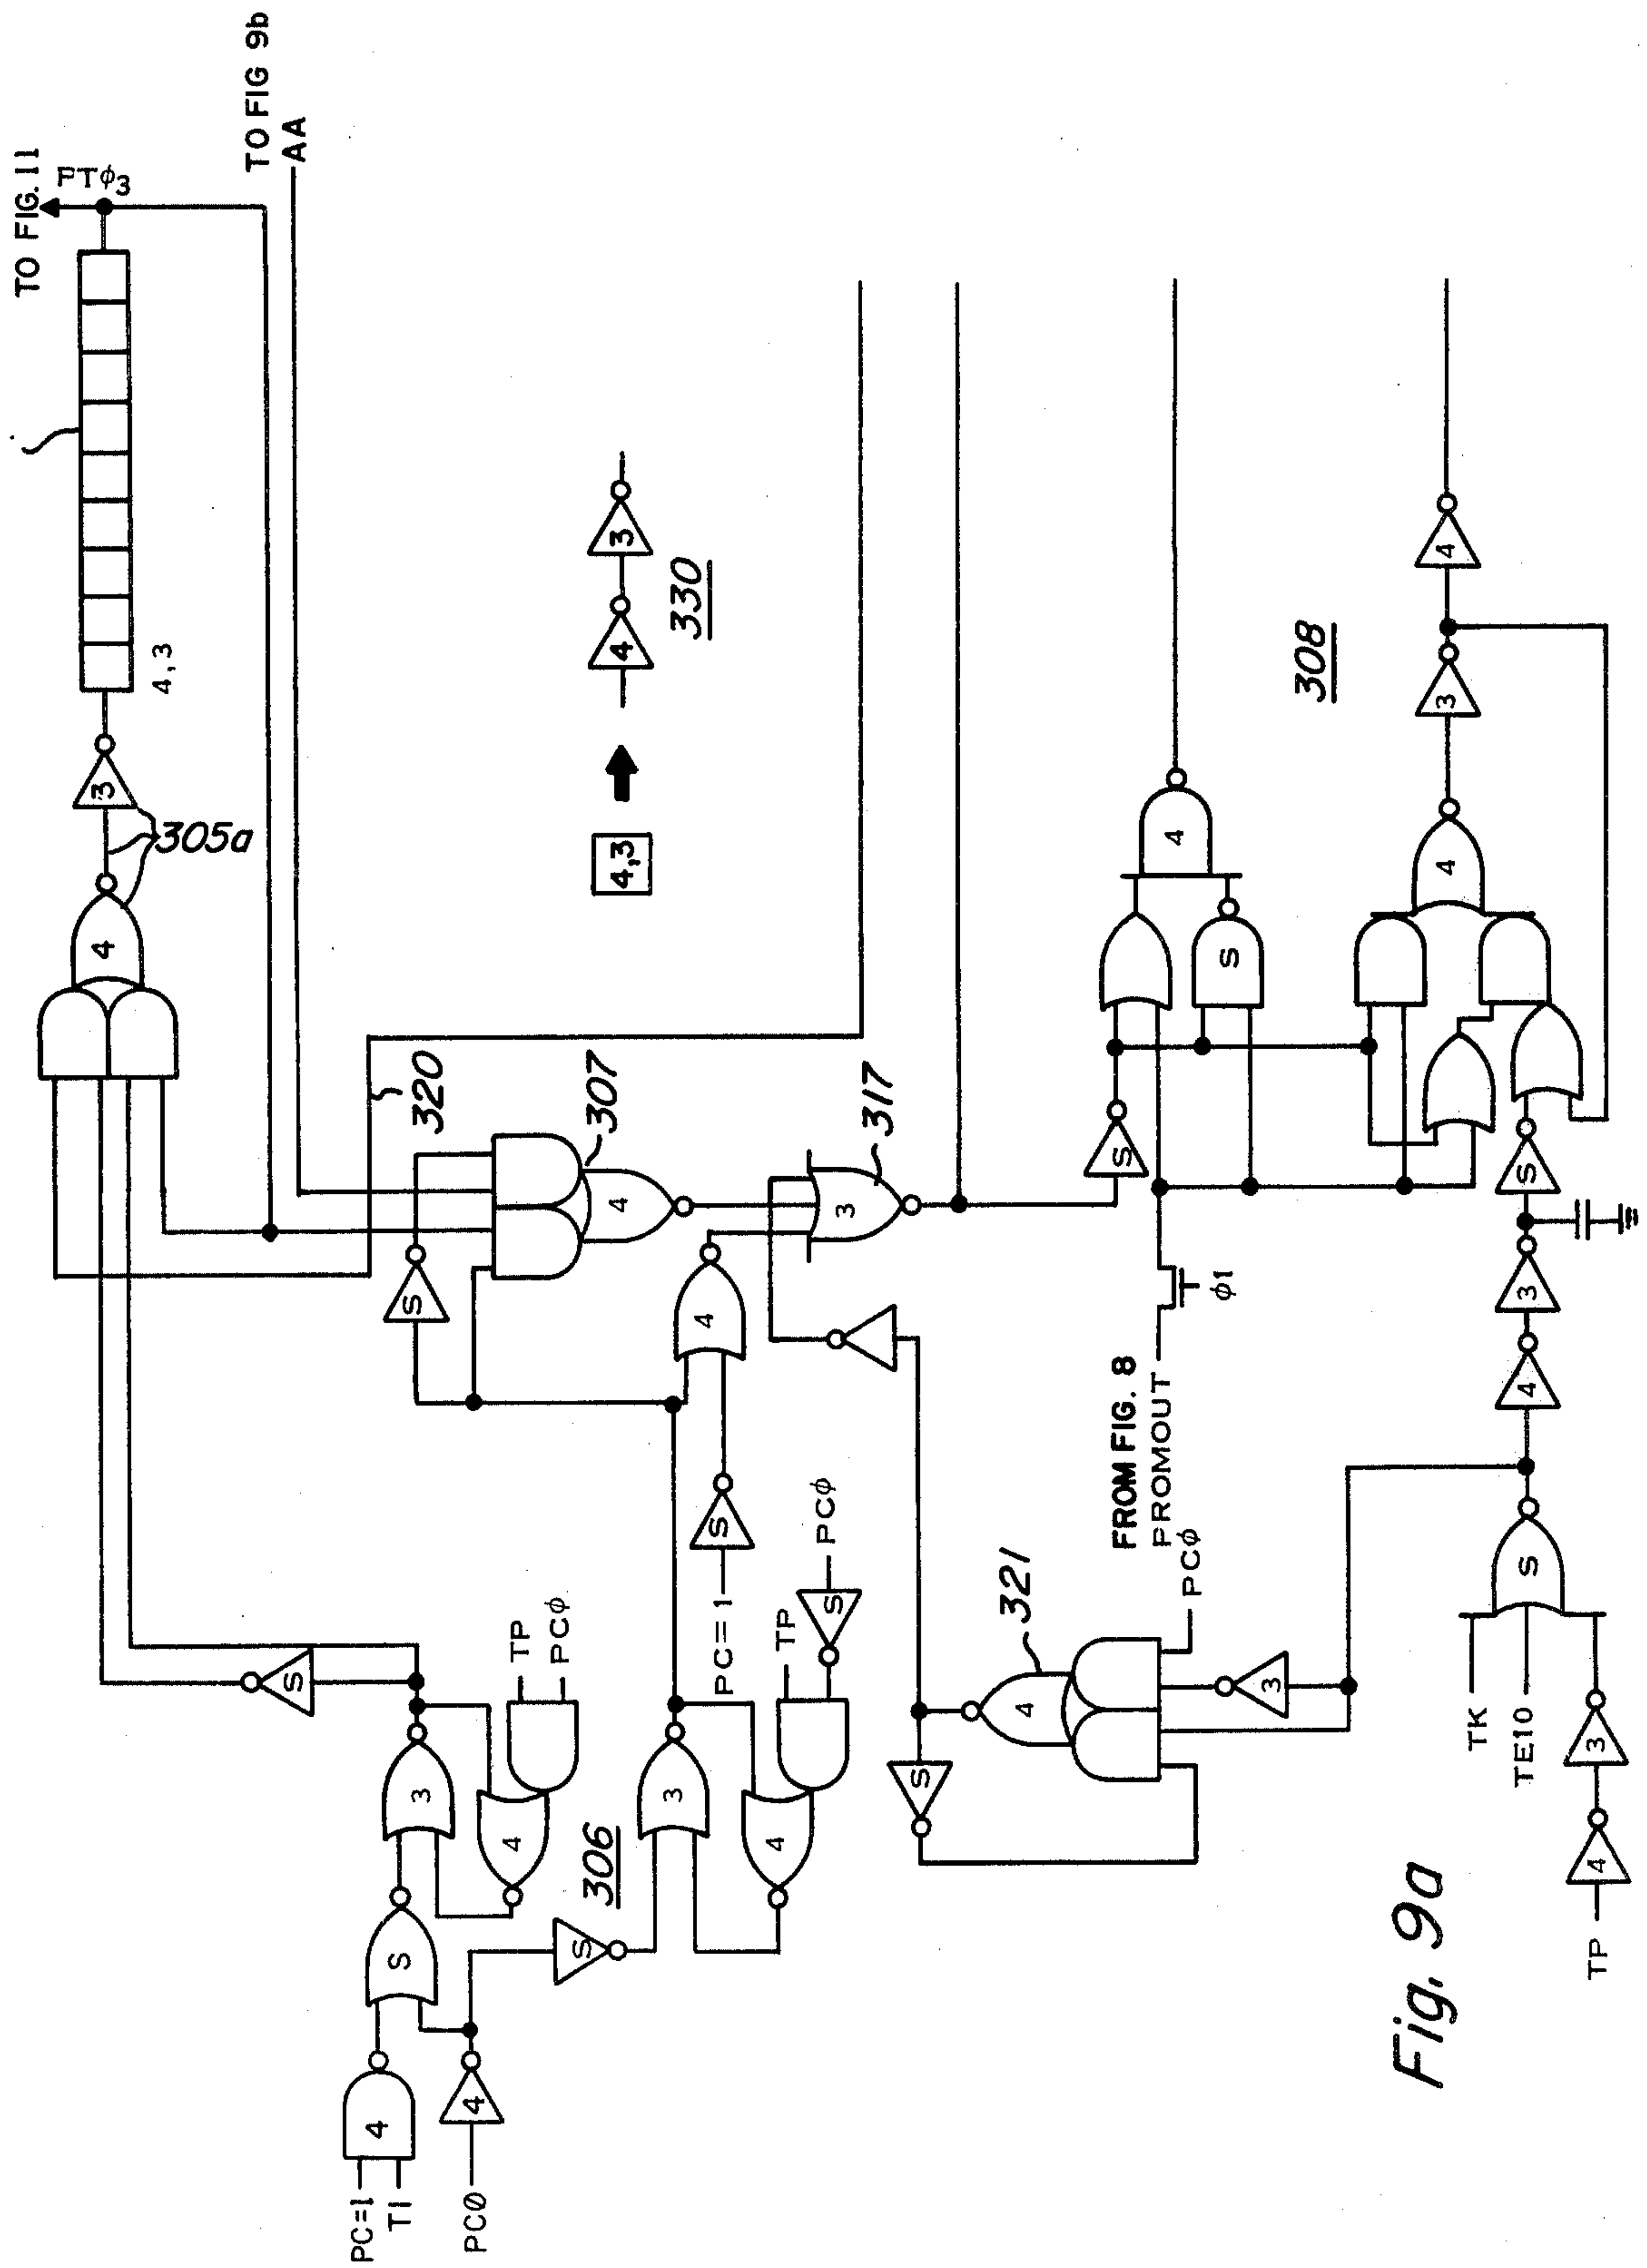 TO FIG. 11
PTϕ3
TO FIG 9b
AA
4,3
3
305a
4
320
S
307
4
4,3
4
3
330
3
317
4
S
PC=1
S
TP
PCϕ
3
4
S
TP
PCϕ
3
4
306
S
S
4
PC=1
T1
PC0
4
S
321
4
S
3
PCϕ
FROM FIG. 8
PROMOUT
ϕ1
S
4
S
308
4
3
4
S
3
4
S
TK
TE10
3
4
TP
Fig. 9a